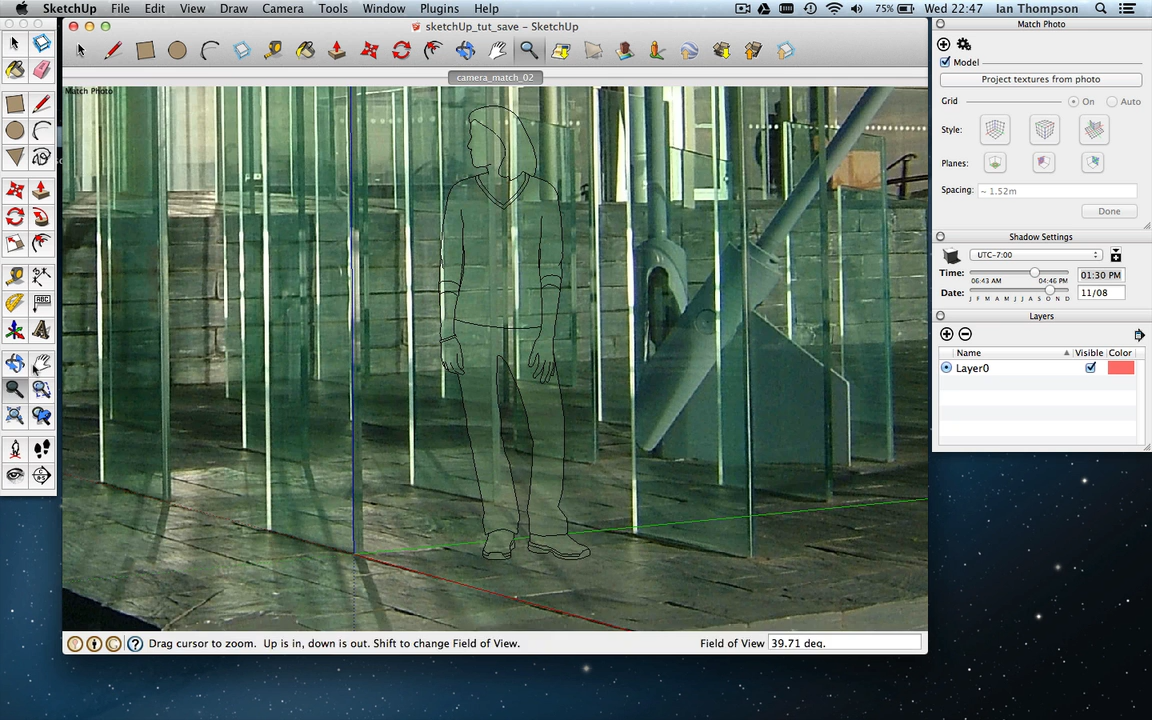 SketchUp File Edit View Draw Camera Tools Window Plugins Help 75% Wed 22:47 Ian Thompson
sketchUp_tut_save – SketchUp
camera_match_02
Match Photo
Drag cursor to zoom. Up is in, down is out. Shift to change Field of View. Field of View 39.71 deg.
Match Photo
Model
Project textures from photo
Grid On Auto
Style:
Planes:
Spacing: ~ 1.52m
Done
Shadow Settings
UTC-7:00
Time: 06:43 AM 04:46 PM 01:30 PM
Date: J F M A M J J A S O N D 11/08
Layers
Name Visible Color
Layer0
ABC
A